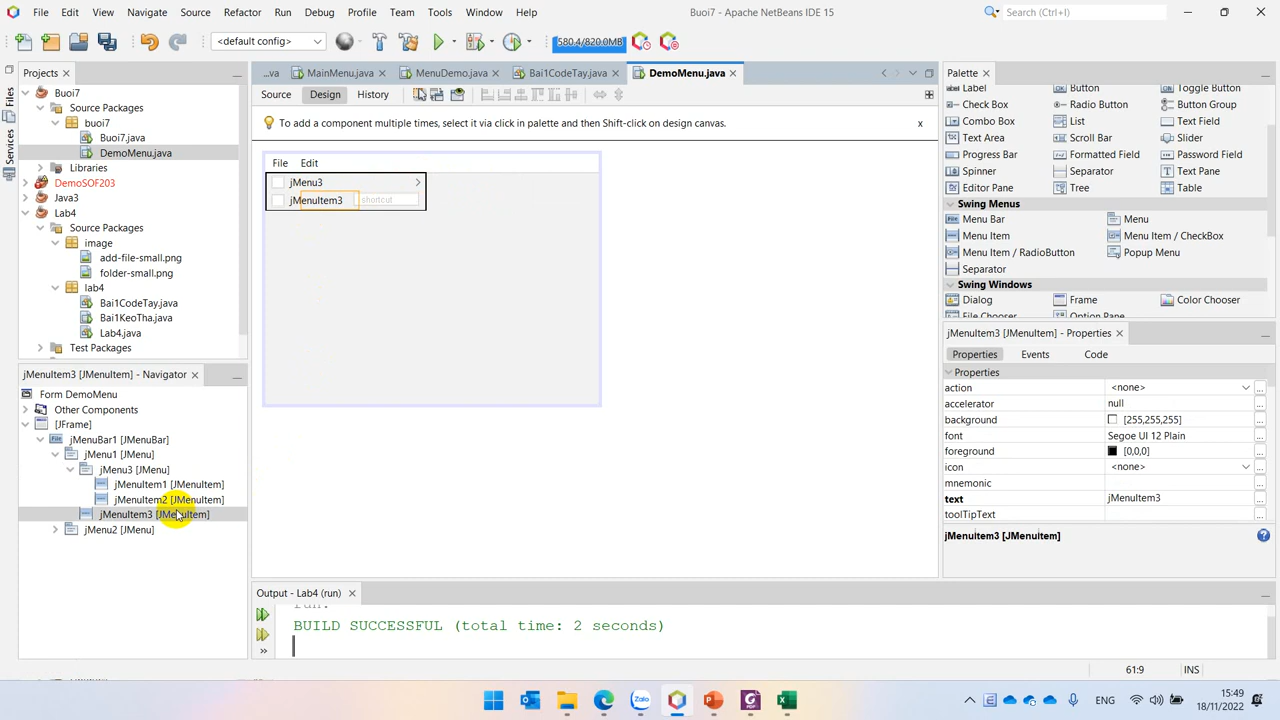 File Edit View Navigate Source Refactor Run Debug Profile Team Tools Window Help
Buoi7 - Apache NetBeans IDE 15
Search (Ctrl+I)
<default config>
580.4/820.0MB
Projects
Files
Services
Buoi7
Source Packages
buoi7
Buoi7.java
DemoMenu.java
Libraries
DemoSOF203
Java3
Lab4
Source Packages
image
add-file-small.png
folder-small.png
lab4
Bai1CodeTay.java
Bai1KeoTha.java
Lab4.java
Test Packages
jMenuItem3 [JMenuItem] - Navigator
Form DemoMenu
Other Components
[JFrame]
jMenuBar1 [JMenuBar]
jMenu1 [JMenu]
jMenu3 [JMenu]
jMenuItem1 [JMenuItem]
jMenuItem2 [JMenuItem]
jMenuItem3 [JMenuItem]
jMenu2 [JMenu]
...va MainMenu.java MenuDemo.java Bai1CodeTay.java DemoMenu.java
Source Design History
To add a component multiple times, select it via click in palette and then Shift-click on design canvas. x
File Edit
jMenu3
jMenuItem3 shortcut
Output - Lab4 (run)
run:
BUILD SUCCESSFUL (total time: 2 seconds)
Palette
Label Button Toggle Button
Check Box Radio Button Button Group
Combo Box List Text Field
Text Area Scroll Bar Slider
Progress Bar Formatted Field Password Field
Spinner Separator Text Pane
Editor Pane Tree Table
Swing Menus
Menu Bar Menu
Menu Item Menu Item / CheckBox
Menu Item / RadioButton Popup Menu
Separator
Swing Windows
Dialog Frame Color Chooser
File Chooser Option Pane
jMenuItem3 [JMenuItem] - Properties
Properties Events Code
Properties
action <none>
accelerator null
background [255,255,255]
font Segoe UI 12 Plain
foreground [0,0,0]
icon <none>
mnemonic
text jMenuItem3
toolTipText
jMenuItem3 [JMenuItem]
61:9 INS
Zalo
PDF
ENG
15:49
18/11/2022